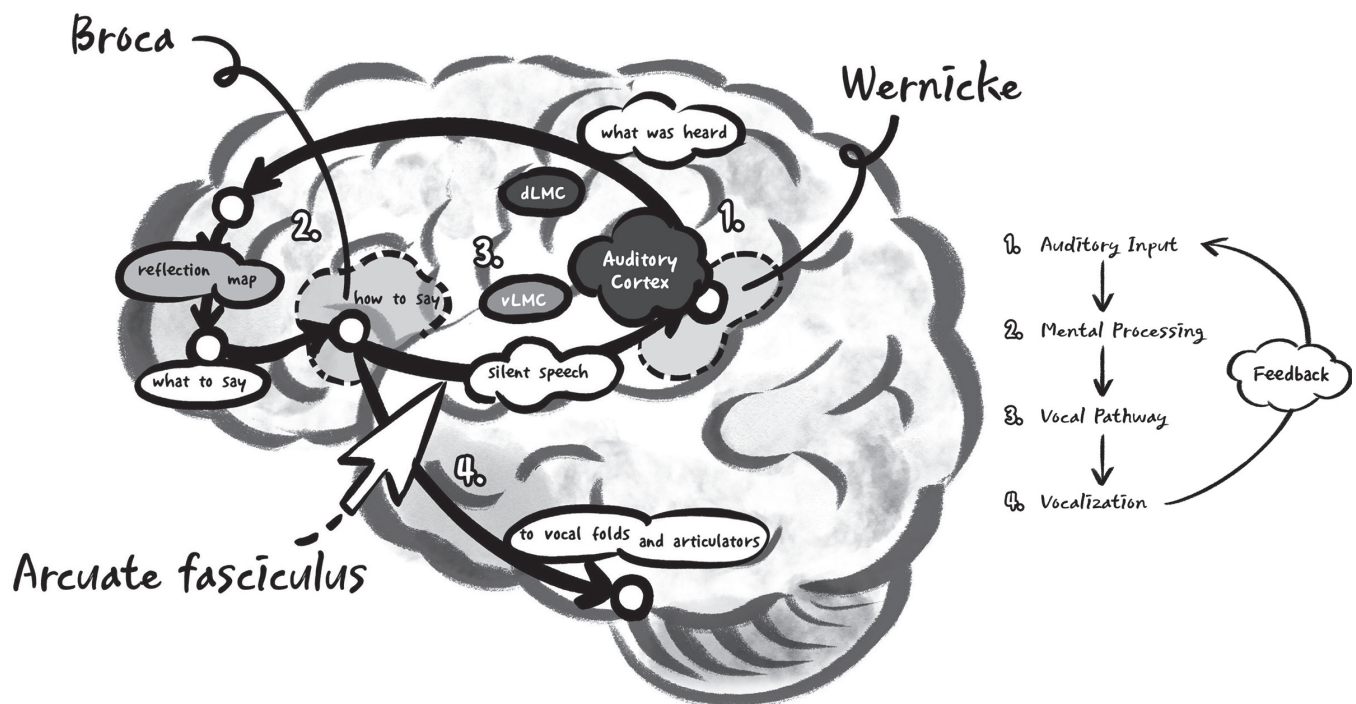 Broca
Wernicke
what was heard
dLMC
1.
2.
3.
Auditory
Cortex
reflection map
how to say
vLMC
what to say
silent speech
4.
to vocal folds and articulators
Arcuate fasciculus
1. Auditory Input
2. Mental Processing
Feedback
3. Vocal Pathway
4. Vocalization